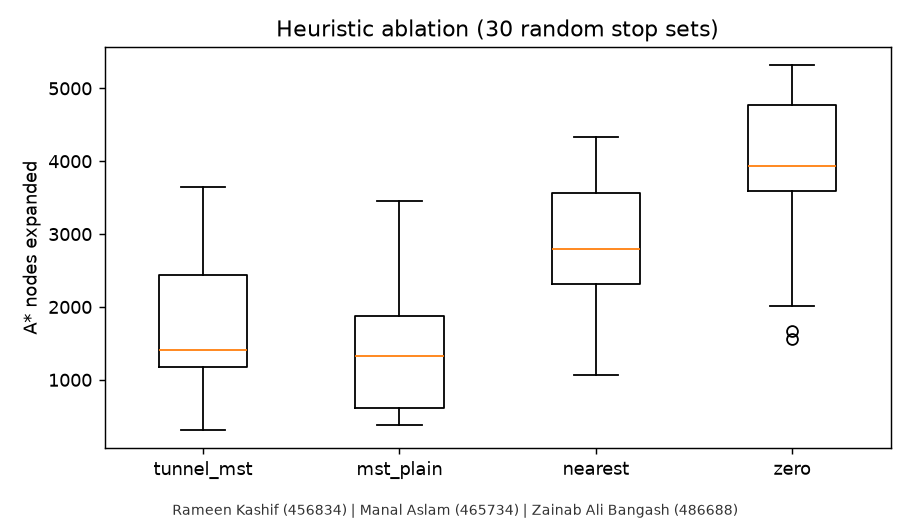 Heuristic ablation (30 random stop sets)
A* nodes expanded
5000
4000
3000
2000
1000
tunnel_mst
mst_plain
nearest
zero
Rameen Kashif (456834) | Manal Aslam (465734) | Zainab Ali Bangash (486688)